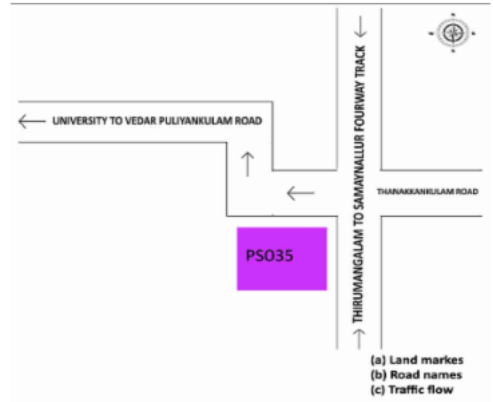 UNIVERSITY TO VEDAR PULIYANKULAM ROAD
THIRUMANGALAM TO SAMAYNALLUR FOURWAY TRACK
THANAKKANKULAM ROAD
PSO35
(a) Land markes
(b) Road names
(c) Traffic flow